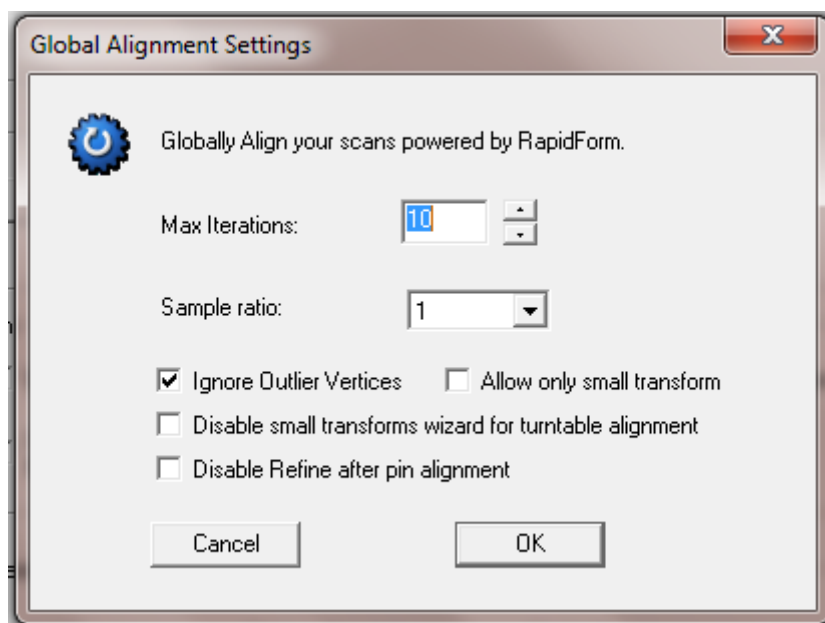 Global Alignment Settings
Globally Align your scans powered by RapidForm.
Max Iterations: 10
Sample ratio: 1
Ignore Outlier Vertices Allow only small transform
Disable small transforms wizard for turntable alignment
Disable Refine after pin alignment
Cancel OK